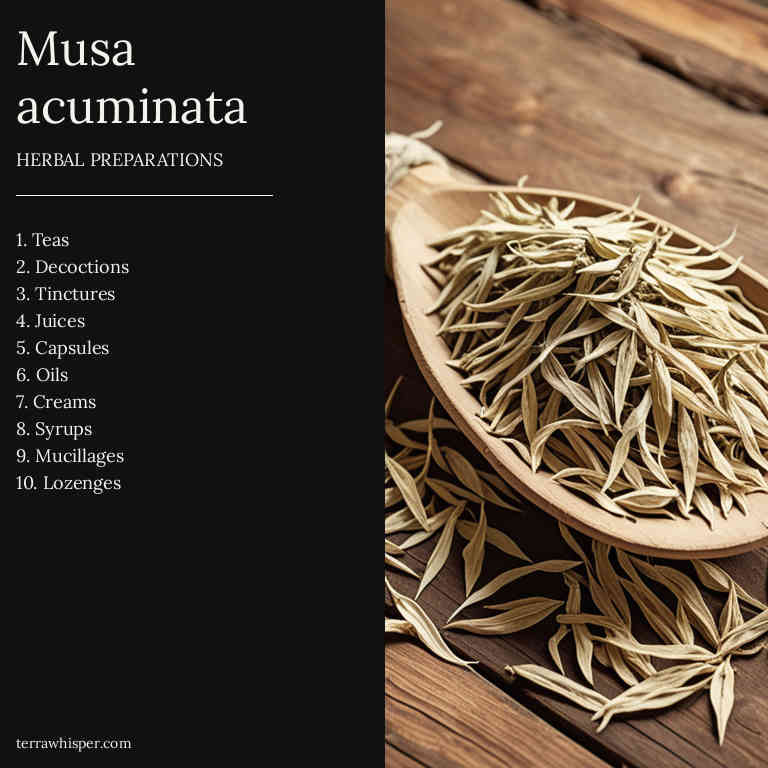 Musa
acuminata
HERBAL PREPARATIONS
1. Teas
2. Decoctions
3. Tinctures
4. Juices
5. Capsules
6. Oils
7. Creams
8. Syrups
9. Mucillages
10. Lozenges
terrawhisper.com